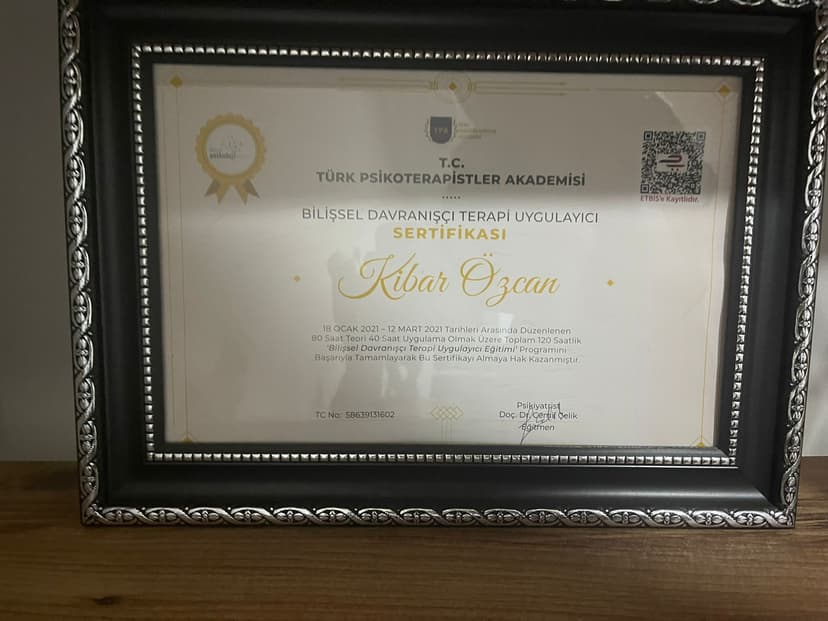 TPA
T.C.
TÜRK PSİKOTERAPİSTLER AKADEMİSİ
ETBİS'e Kayıtlıdır.
BİLİŞSEL DAVRANIŞÇI TERAPİ UYGULAYICI
SERTİFİKASI
Kibar Özcan
18 OCAK 2021 – 12 MART 2021 Tarihleri Arasında Düzenlenen
80 Saat Teori 40 Saat Uygulama Olmak Üzere Toplam 120 Saatlik
'Bilişsel Davranışçı Terapi Uygulayıcı Eğitimi' Programını
Başarıyla Tamamlayarak Bu Sertifikayı Almaya Hak Kazanmıştır.
TC No: 58639131602
Psikiyatrist
Doç. Dr. Cemil Çelik
Eğitmen